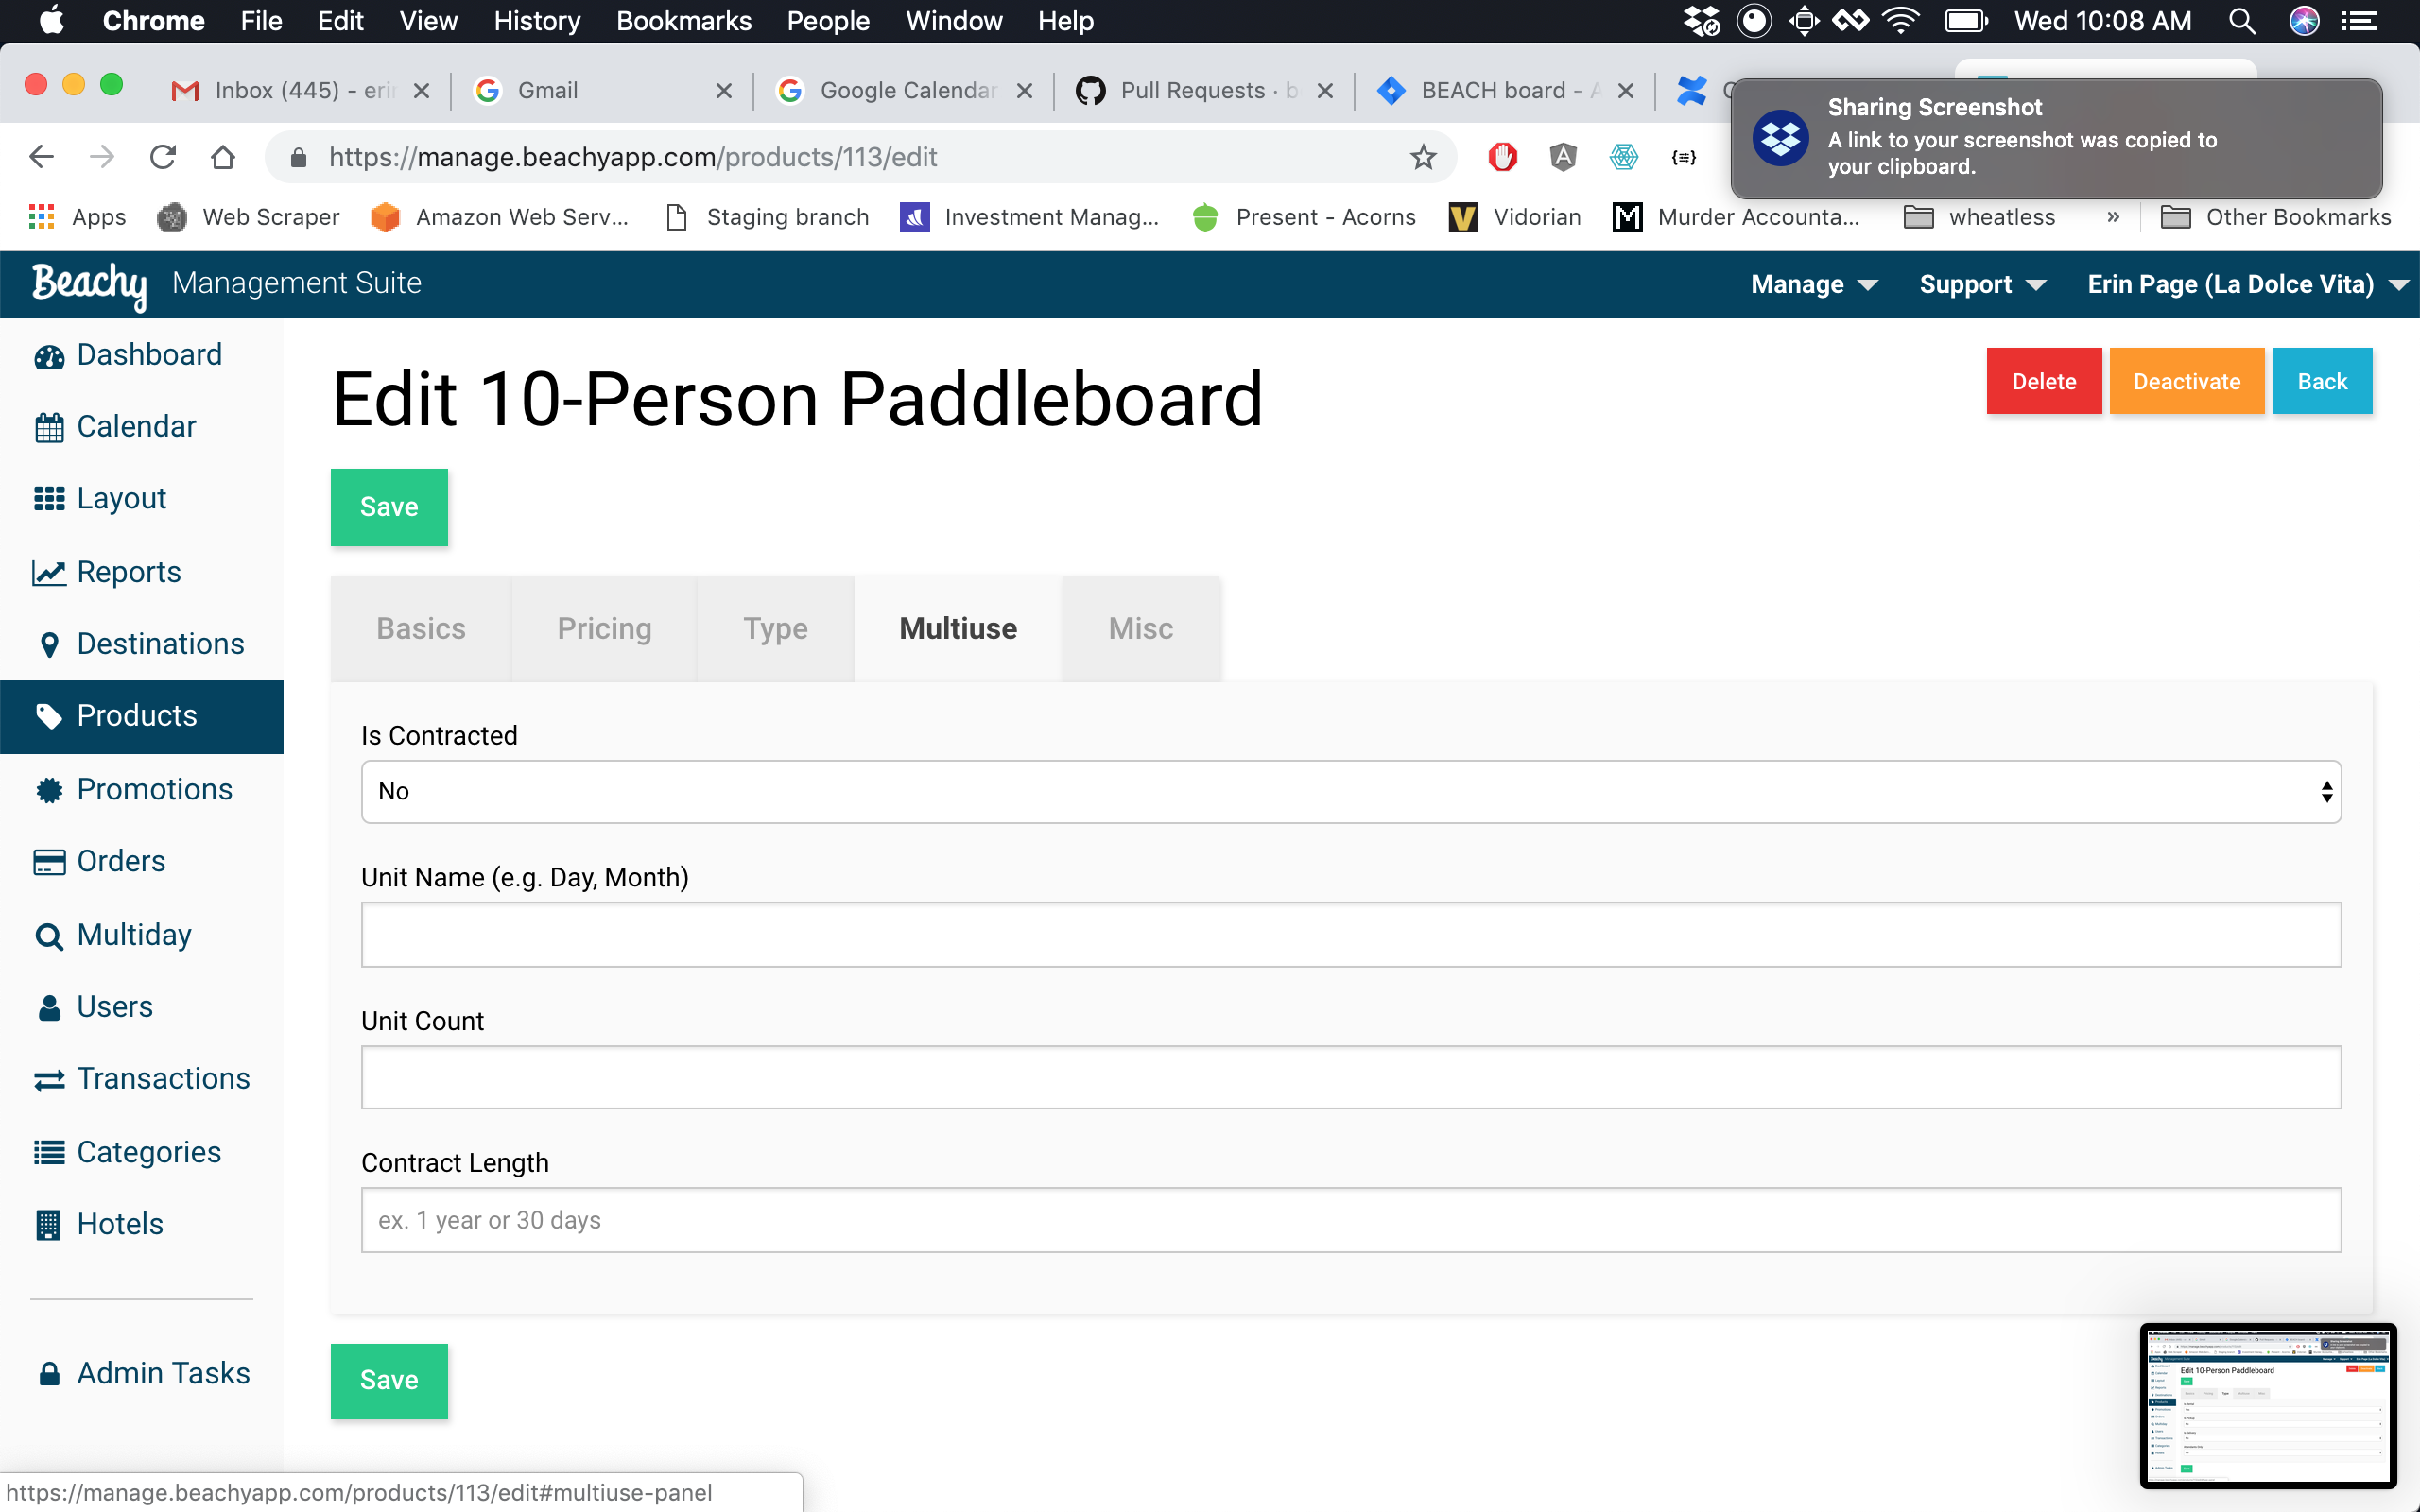 Chrome File Edit View History Bookmarks People Window Help Wed 10:08 AM
Inbox (445) - erin Gmail Google Calendar Pull Requests · b BEACH board - A
Sharing Screenshot
A link to your screenshot was copied to
your clipboard.
https://manage.beachyapp.com/products/113/edit
Apps Web Scraper Amazon Web Serv... Staging branch Investment Manag... Present - Acorns Vidorian Murder Accounta... wheatless » Other Bookmarks
Beachy Management Suite Manage Support Erin Page (La Dolce Vita)
Dashboard
Calendar
Layout
Reports
Destinations
Products
Promotions
Orders
Multiday
Users
Transactions
Categories
Hotels
Admin Tasks
Edit 10-Person Paddleboard
Delete Deactivate Back
Save
Basics Pricing Type Multiuse Misc
Is Contracted
No
Unit Name (e.g. Day, Month)
Unit Count
Contract Length
ex. 1 year or 30 days
Save
Edit 10-Person Paddleboard
https://manage.beachyapp.com/products/113/edit#multiuse-panel